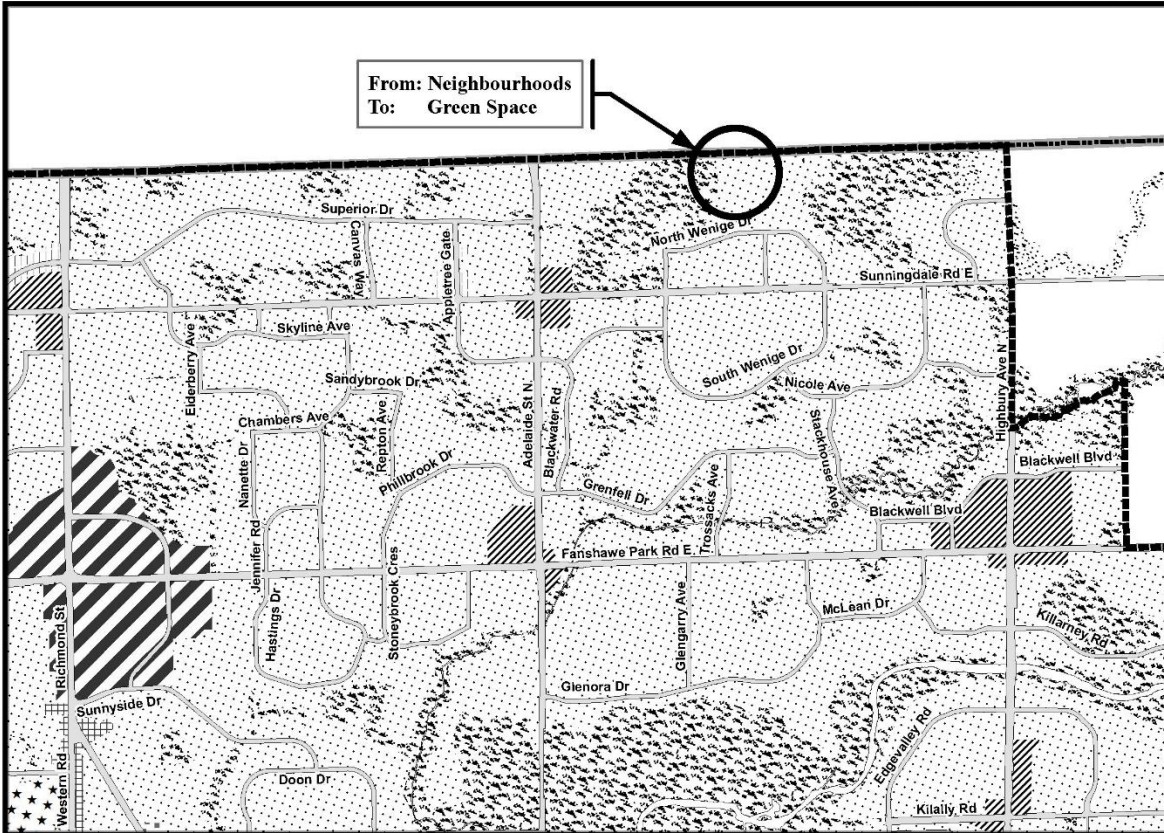 From: Neighbourhoods
To: Green Space
Superior Dr
Canvas Way
Appletree Gate
North Wenige Dr
Sunningdale Rd E
Skyline Ave
Elderberry Ave
Sandybrook Dr
South Wenige Dr
Nicole Ave
Highbury Ave N
Chambers Ave
Repton Ave
Adelaide St N
Blackwater Rd
Stackhouse Ave
Nanette Dr
Phillbrook Dr
Blackwell Blvd
Grenfell Dr
Trossacks Ave
Blackwell Blvd
Jennifer Rd
Fanshawe Park Rd E
Hastings Dr
Stoneybrook Cres
Glengarry Ave
McLean Dr
Killarney Rd
Richmond St
Glenora Dr
Sunnyside Dr
Edgevalley Rd
Western Rd
Doon Dr
Kilally Rd